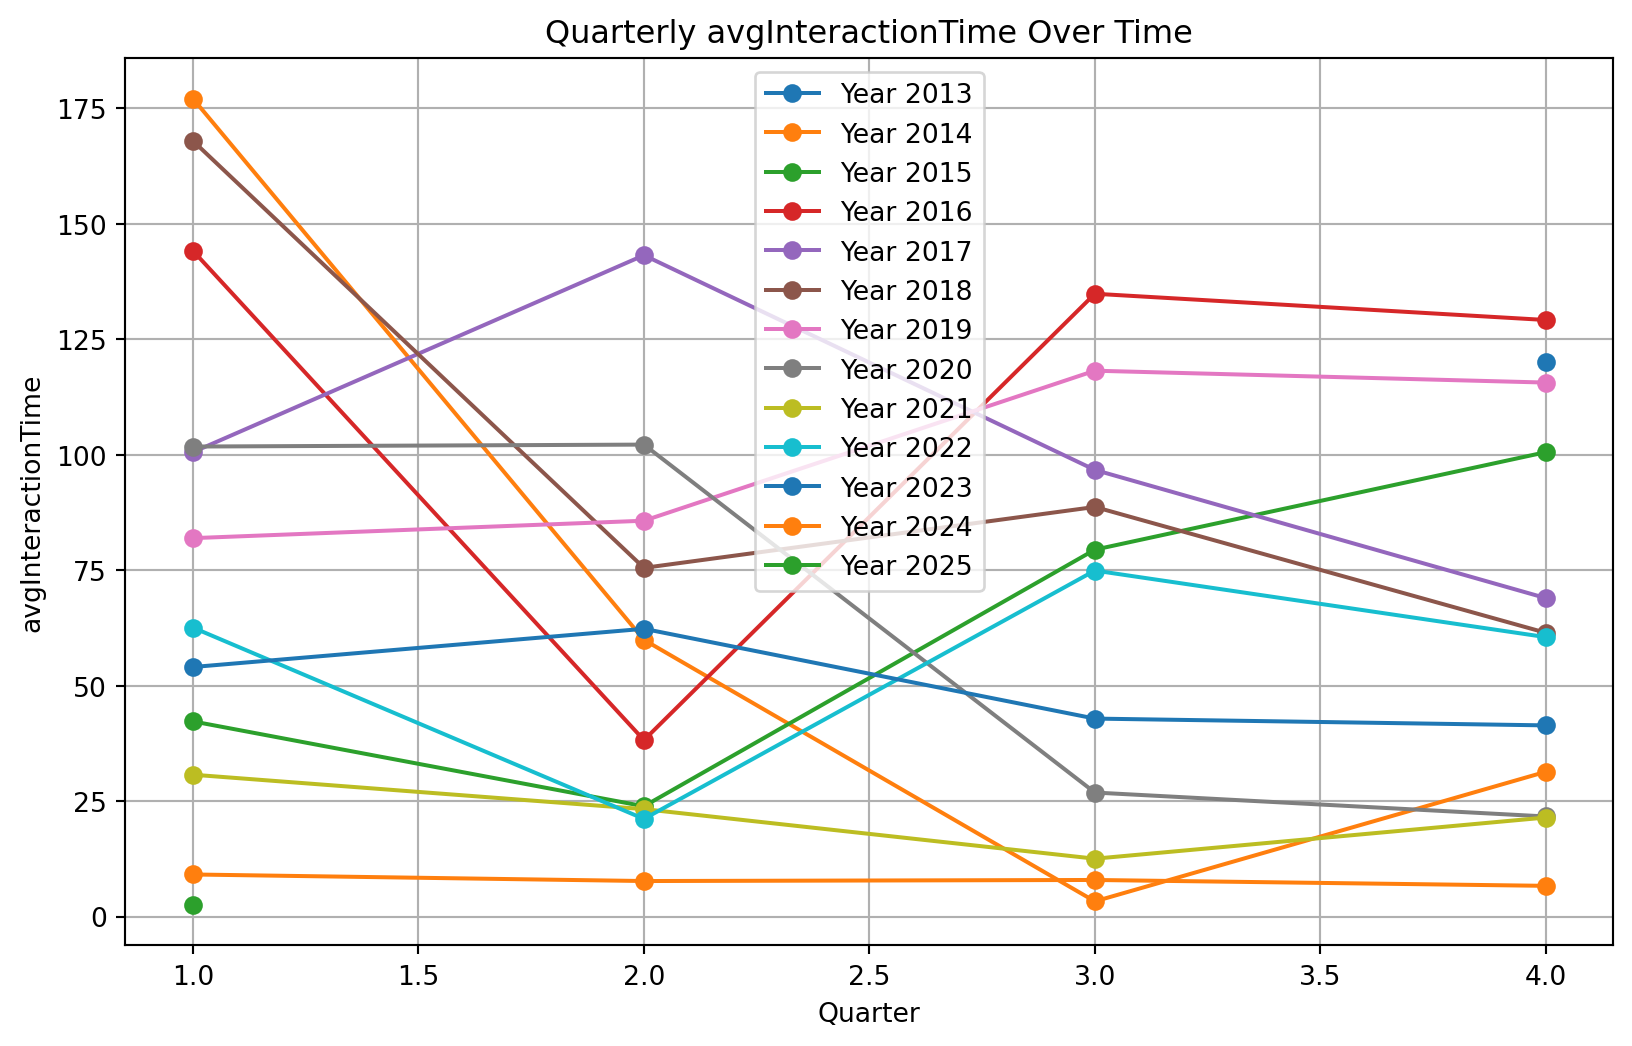 Quarterly avgInteractionTime Over Time
Year 2013
Year 2014
Year 2015
Year 2016
Year 2017
Year 2018
Year 2019
Year 2020
Year 2021
Year 2022
Year 2023
Year 2024
Year 2025
175
150
125
100
75
50
25
0
avgInteractionTime
1.0 1.5 2.0 2.5 3.0 3.5 4.0
Quarter